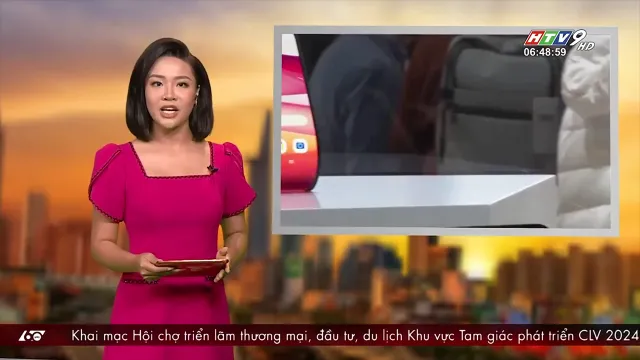 HTV9 HD
06:48:59
60
Khai mạc Hội chợ triển lãm thương mại, đầu tư, du lịch Khu vực Tam giác phát triển CLV 2024